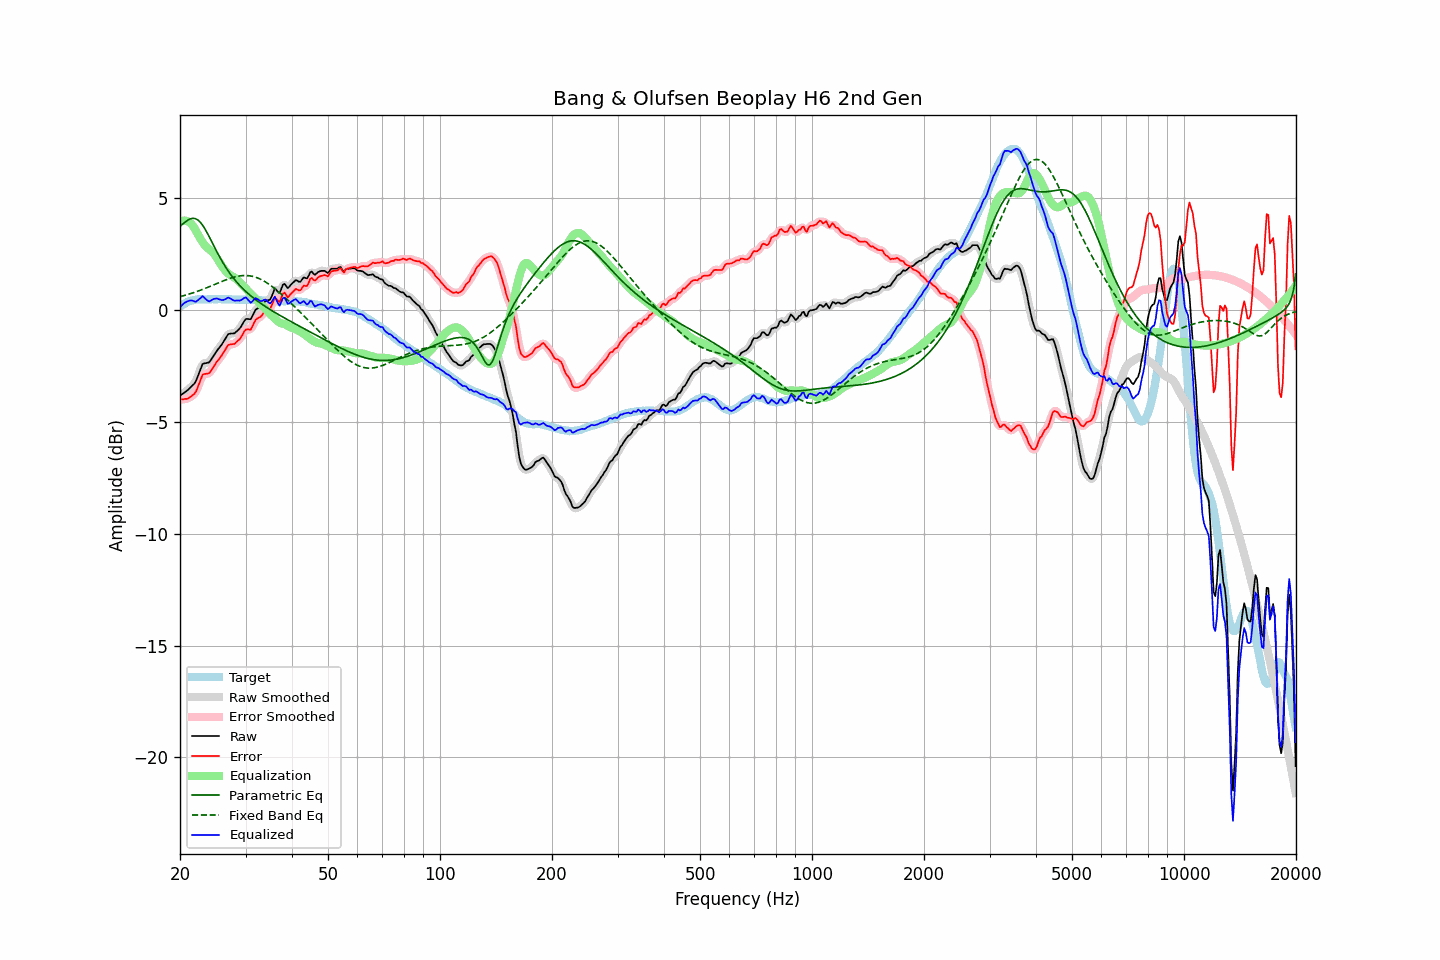 Bang & Olufsen Beoplay H6 2nd Gen
Amplitude (dBr)
5
0
−5
−10
−15
−20
Target
Raw Smoothed
Error Smoothed
Raw
Error
Equalization
Parametric Eq
Fixed Band Eq
Equalized
20 50 100 200 500 1000 2000 5000 10000 20000
Frequency (Hz)